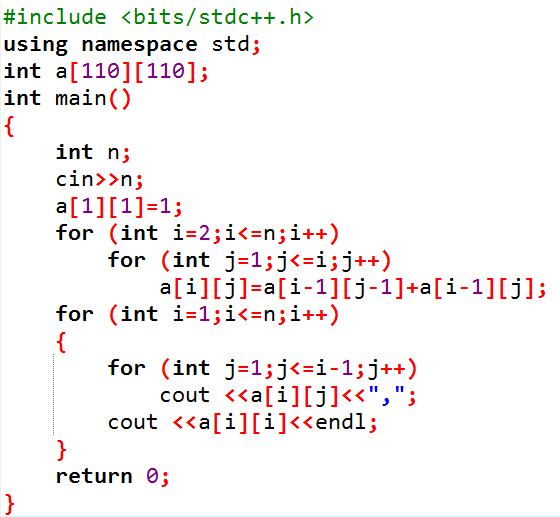 #include <bits/stdc++.h>
using namespace std;
int a[110][110];
int main()
{
    int n;
    cin>>n;
    a[1][1]=1;
    for (int i=2;i<=n;i++)
        for (int j=1;j<=i;j++)
            a[i][j]=a[i-1][j-1]+a[i-1][j];
    for (int i=1;i<=n;i++)
    {
        for (int j=1;j<=i-1;j++)
            cout <<a[i][j]<<",";
        cout <<a[i][i]<<endl;
    }
    return 0;
}